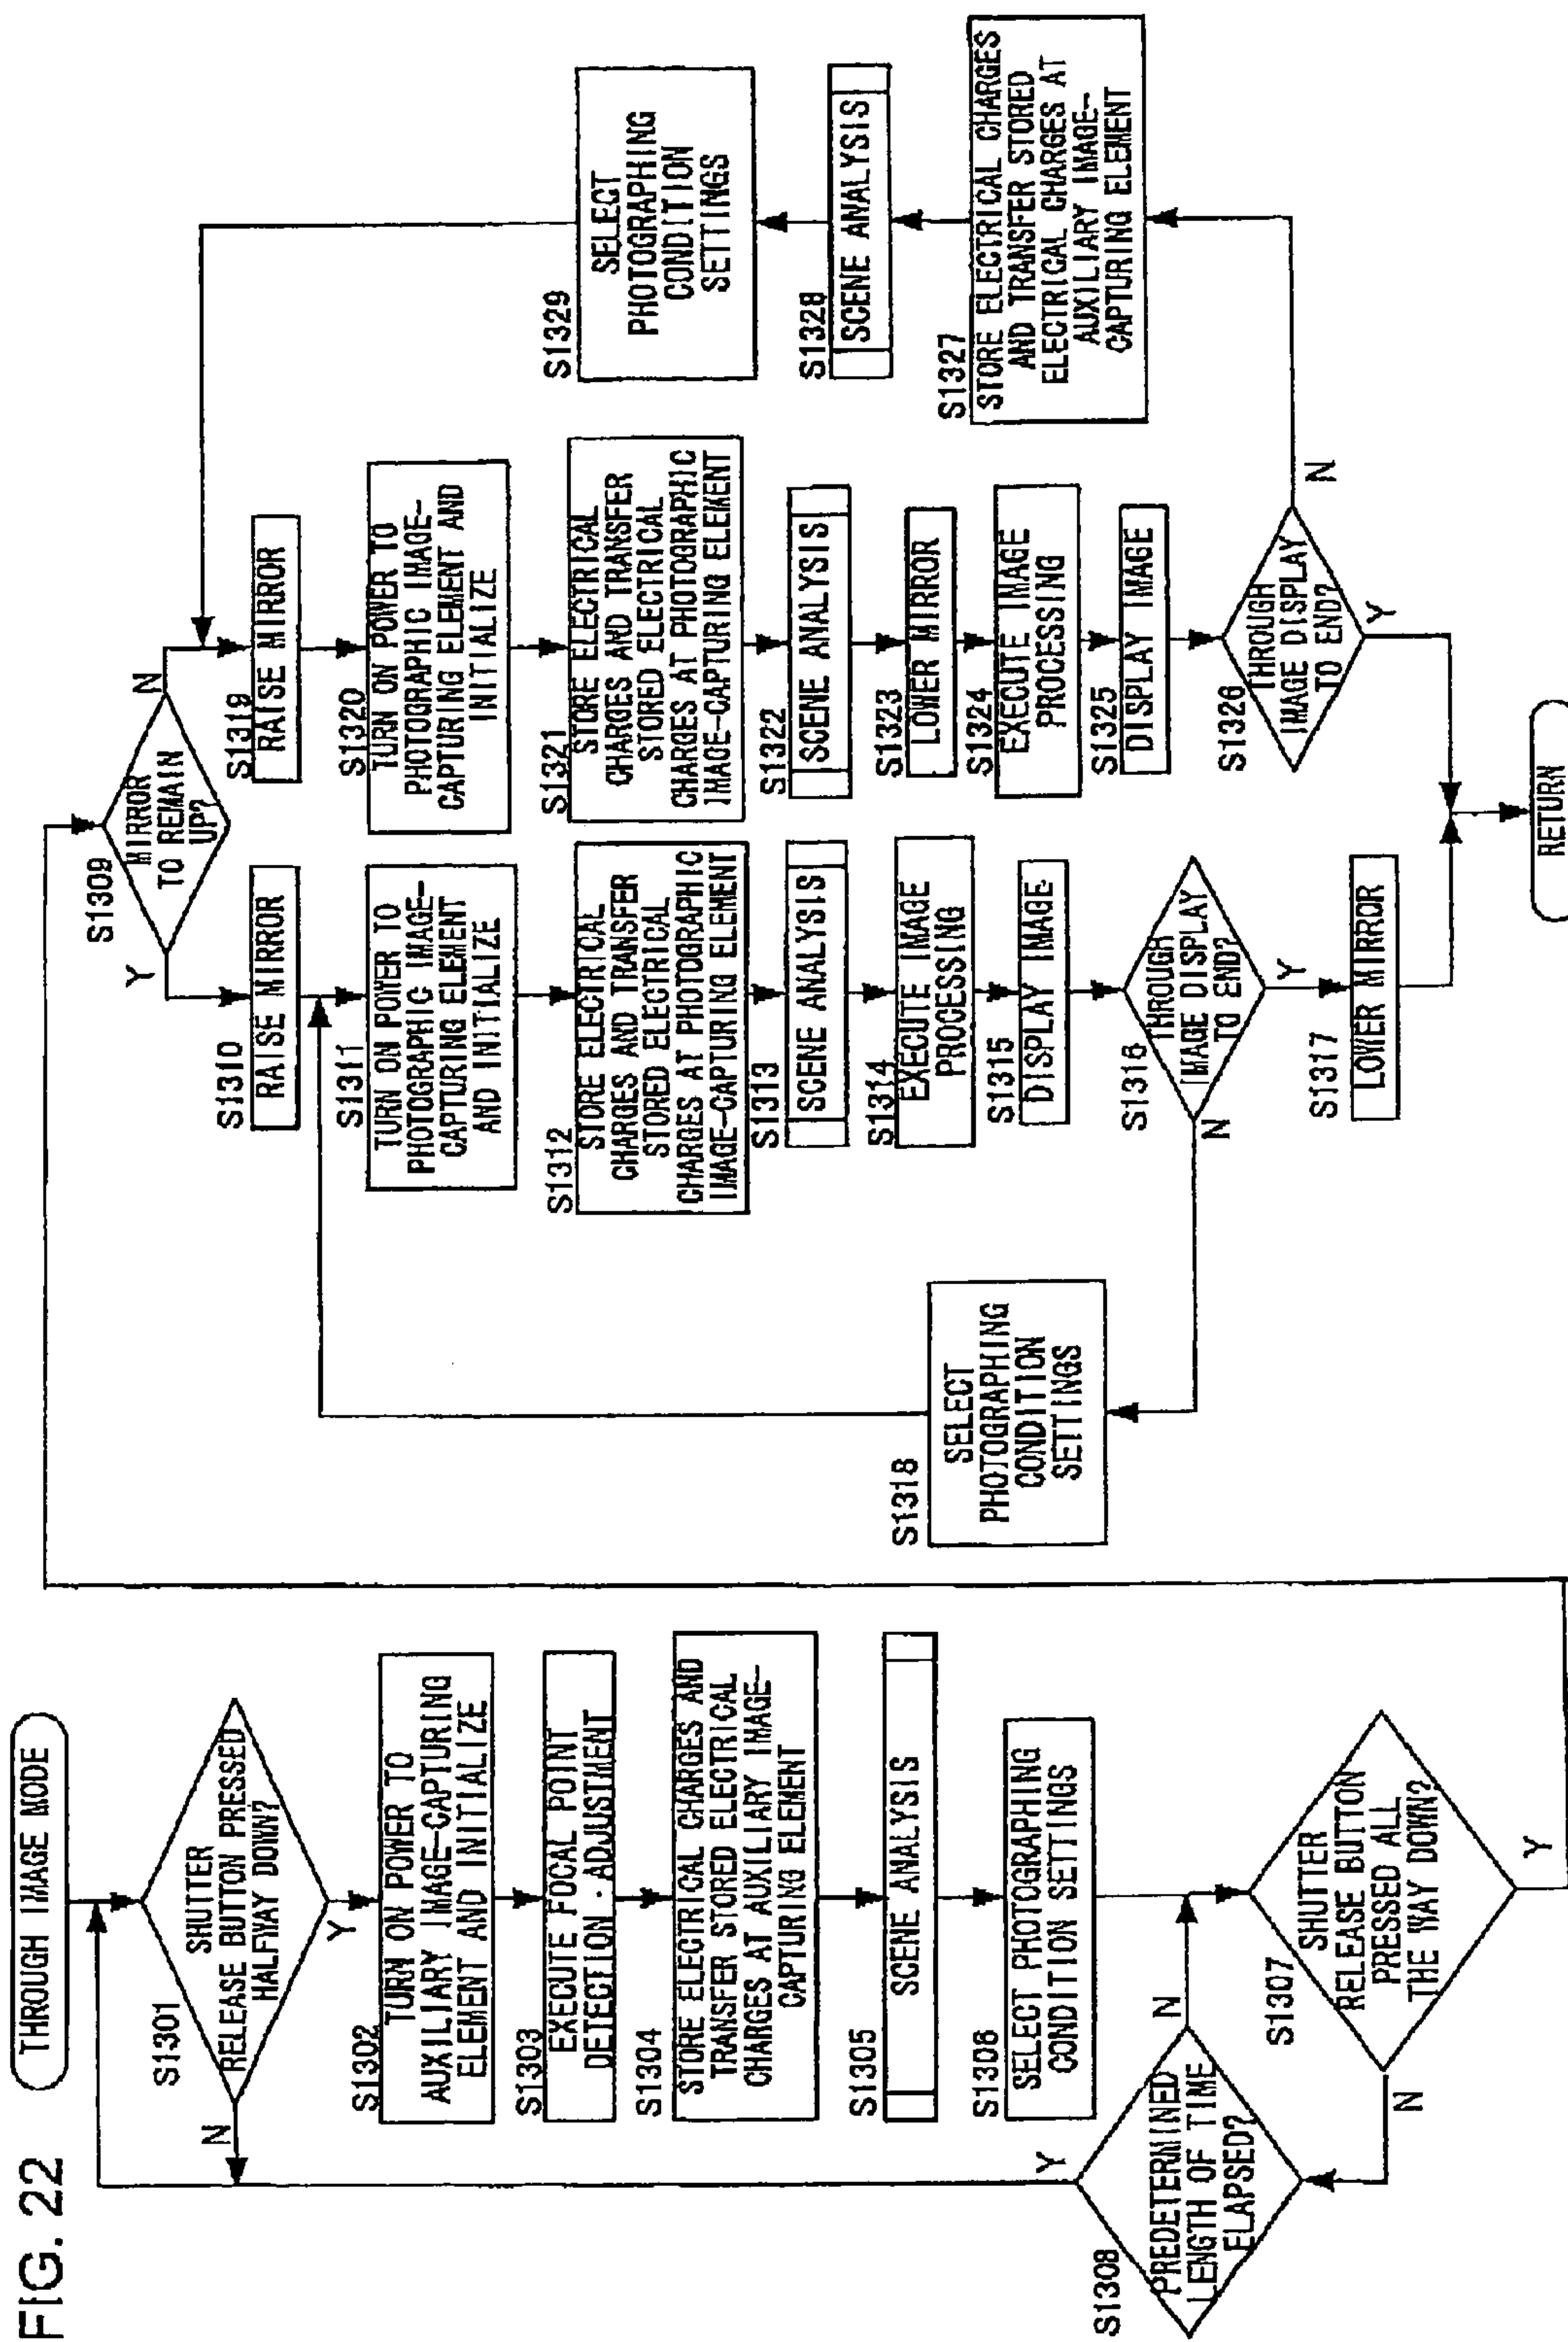 FIG. 22
THROUGH IMAGE MODE
S1301
SHUTTER
RELEASE BUTTON PRESSED
HALFWAY DOWN?
N
Y
S1302
TURN ON POWER TO
AUXILIARY IMAGE-CAPTURING
ELEMENT AND INITIALIZE
S1303
EXECUTE FOCAL POINT
DETECTION · ADJUSTMENT
S1304
STORE ELECTRICAL CHARGES AND
TRANSFER STORED ELECTRICAL
CHARGES AT AUXILIARY IMAGE-
CAPTURING ELEMENT
S1305
SCENE ANALYSIS
S1306
SELECT PHOTOGRAPHING
CONDITION SETTINGS
S1307
SHUTTER
RELEASE BUTTON
PRESSED ALL
THE WAY DOWN?
N
Y
S1308
PREDETERMINED
LENGTH OF TIME
ELAPSED?
Y
N
S1309
MIRROR
TO REMAIN
UP?
Y
N
S1310
RAISE MIRROR
S1311
TURN ON POWER TO
PHOTOGRAPHIC IMAGE-
CAPTURING ELEMENT
AND INITIALIZE
S1312
STORE ELECTRICAL
CHARGES AND TRANSFER
STORED ELECTRICAL
CHARGES AT PHOTOGRAPHIC
IMAGE-CAPTURING ELEMENT
S1313
SCENE ANALYSIS
S1314
EXECUTE IMAGE
PROCESSING
S1315
DISPLAY IMAGE
S1316
THROUGH
IMAGE DISPLAY
TO END?
N
Y
S1317
LOWER MIRROR
S1318
SELECT
PHOTOGRAPHING
CONDITION
SETTINGS
S1319
RAISE MIRROR
S1320
TURN ON POWER TO
PHOTOGRAPHIC IMAGE-
CAPTURING ELEMENT AND
INITIALIZE
S1321
STORE ELECTRICAL
CHARGES AND TRANSFER
STORED ELECTRICAL
CHARGES AT PHOTOGRAPHIC
IMAGE-CAPTURING ELEMENT
S1322
SCENE ANALYSIS
S1323
LOWER MIRROR
S1324
EXECUTE IMAGE
PROCESSING
S1325
DISPLAY IMAGE
S1326
THROUGH
IMAGE DISPLAY
TO END?
N
Y
S1327
STORE ELECTRICAL CHARGES
AND TRANSFER STORED
ELECTRICAL CHARGES AT
AUXILIARY IMAGE-
CAPTURING ELEMENT
S1328
SCENE ANALYSIS
S1329
SELECT
PHOTOGRAPHING
CONDITION
SETTINGS
RETURN